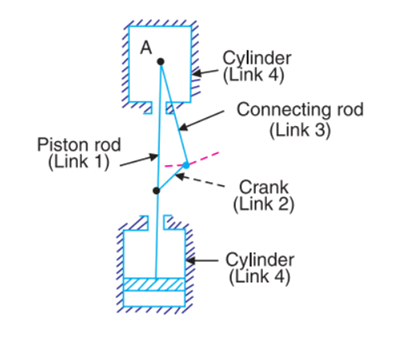 A
Cylinder
(Link 4)
Connecting rod
(Link 3)
Piston rod
(Link 1)
Crank
(Link 2)
Cylinder
(Link 4)